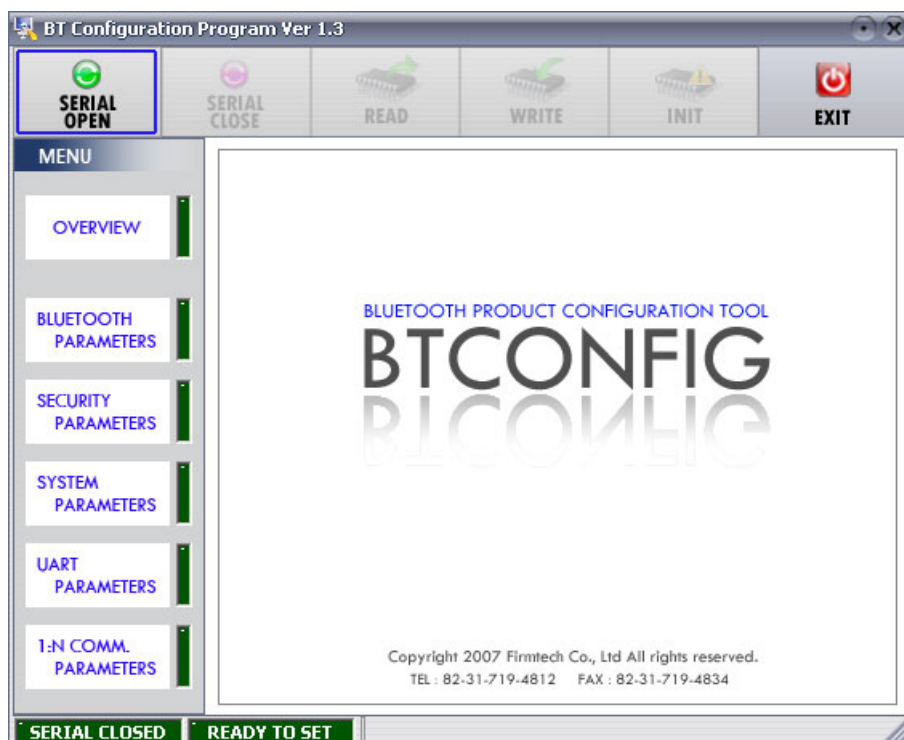 BT Configuration Program Ver 1.3
SERIAL
OPEN
SERIAL
CLOSE
READ
WRITE
INIT
EXIT
MENU
OVERVIEW
BLUETOOTH
PARAMETERS
SECURITY
PARAMETERS
SYSTEM
PARAMETERS
UART
PARAMETERS
1:N COMM.
PARAMETERS
BLUETOOTH PRODUCT CONFIGURATION TOOL
BTCONFIG
Copyright 2007 Firmtech Co., Ltd All rights reserved.
TEL : 82-31-719-4812 FAX : 82-31-719-4834
SERIAL CLOSED
READY TO SET